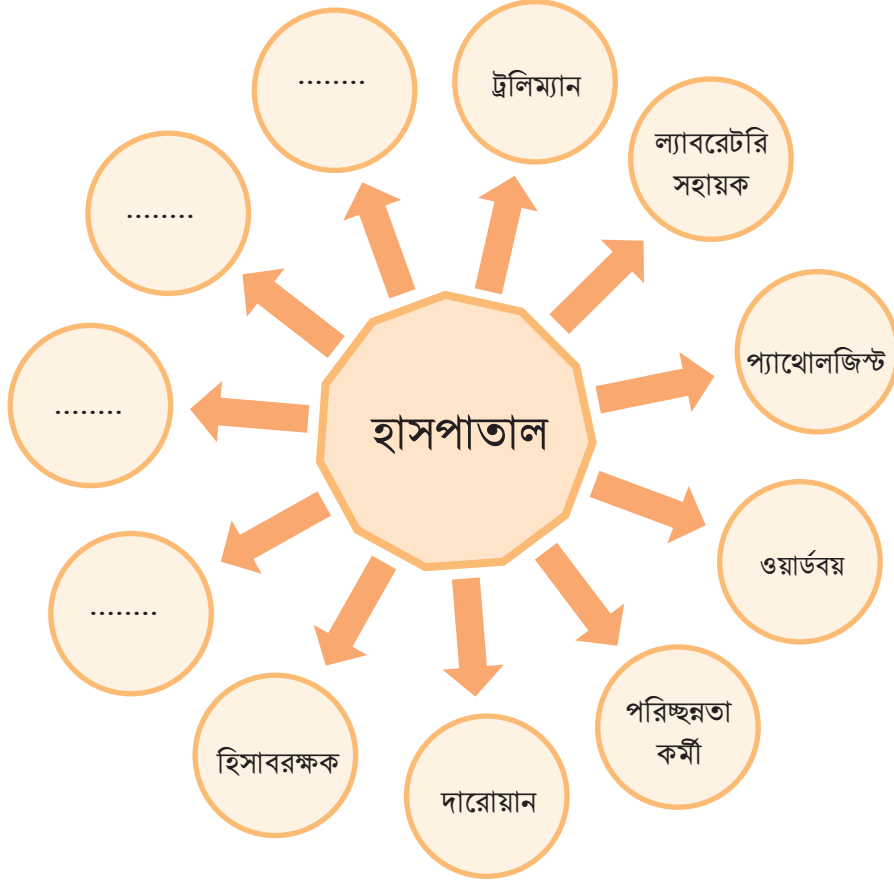 ........
ট্রলিম্যান
ল্যাবরেটরি
সহায়ক
........
প্যাথোলজিস্ট
........
হাসপাতাল
ওয়ার্ডবয়
........
পরিচ্ছন্নতা
কর্মী
হিসাবরক্ষক
দারোয়ান